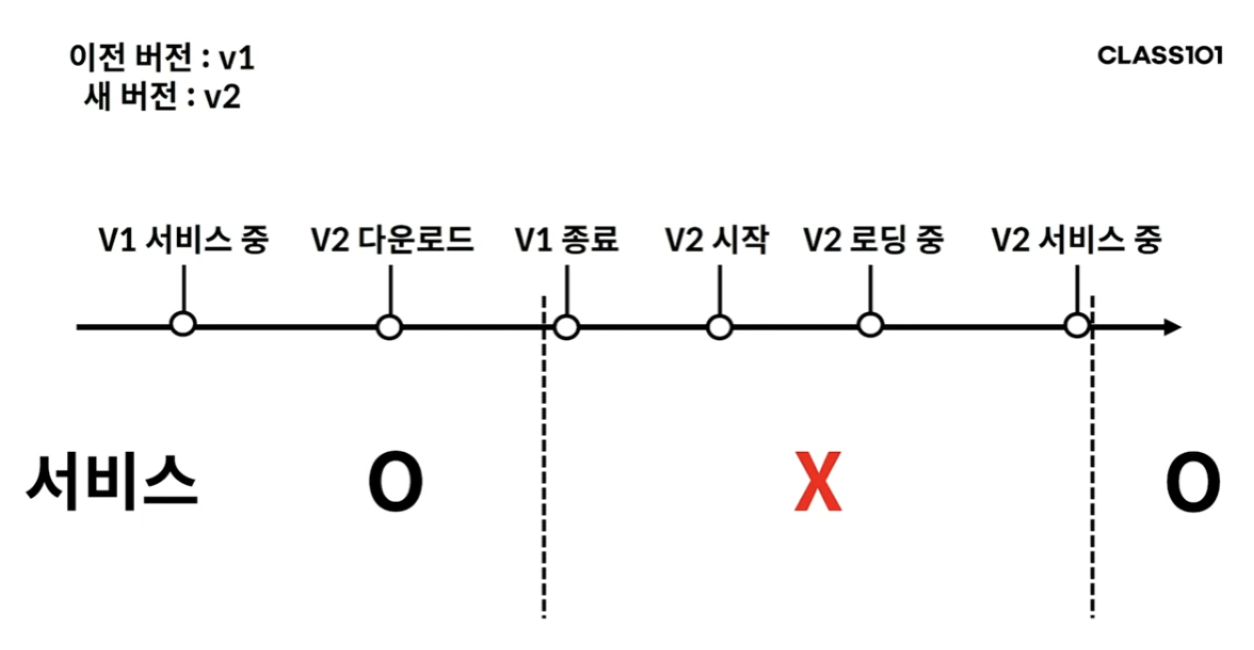 이전 버전 : v1
새 버전 : v2
CLASS101
V1 서비스 중
V2 다운로드
V1 종료
V2 시작
V2 로딩 중
V2 서비스 중
서비스
O
X
O